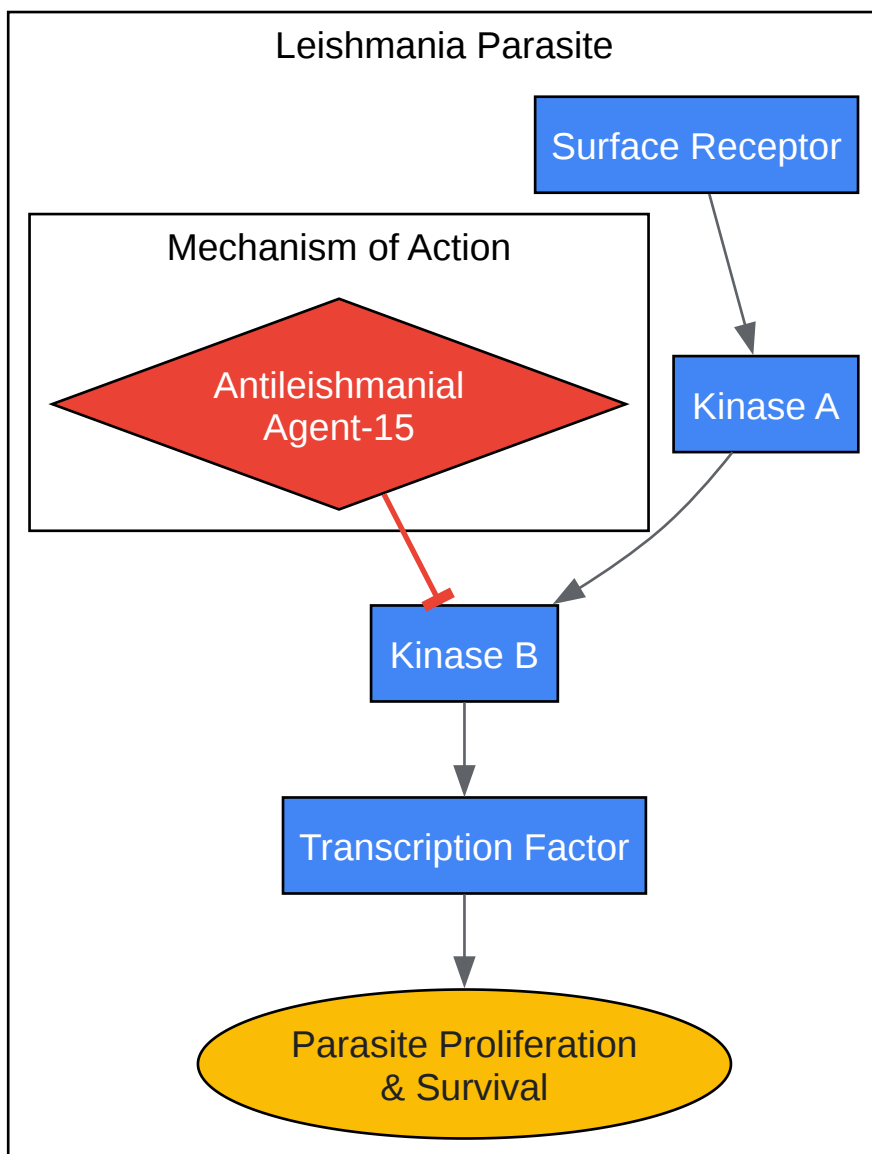 Leishmania Parasite
Surface Receptor
Mechanism of Action
Antileishmanial
Agent-15
Kinase A
Kinase B
Transcription Factor
Parasite Proliferation
& Survival